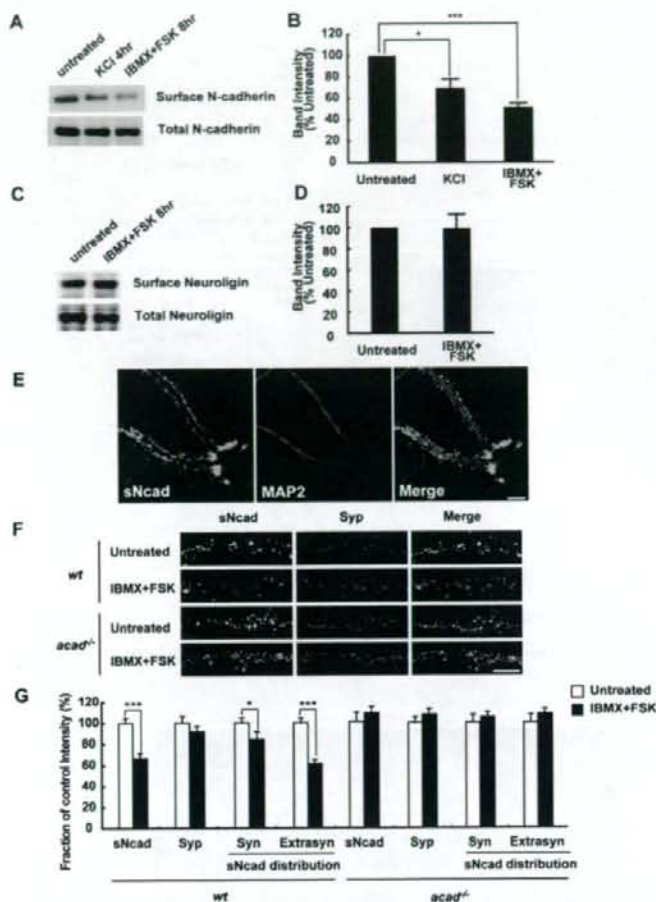 A
untreated
KCl 4hr
IBMX+FSK 8hr
Surface N-cadherin
Total N-cadherin
B
Band Intensity
(% Untreated)
120
100
80
60
40
20
0
***
*
Untreated
KCl
IBMX+
FSK
C
untreated
IBMX+FSK 8hr
Surface Neuroligin
Total Neuroligin
D
Band Intensity
(% Untreated)
120
100
80
60
40
20
0
Untreated
IBMX+
FSK
E
sNcad
MAP2
Merge
sNcad Syp Merge
F
wt
Untreated
IBMX+FSK
acad-/-
Untreated
IBMX+FSK
G
Untreated
IBMX+FSK
Fraction of control Intensity (%)
120
100
80
60
40
20
0
*** * ***
sNcad Syp Syn Extrasyn sNcad Syp Syn Extrasyn
sNcad distribution sNcad distribution
wt acad-/-